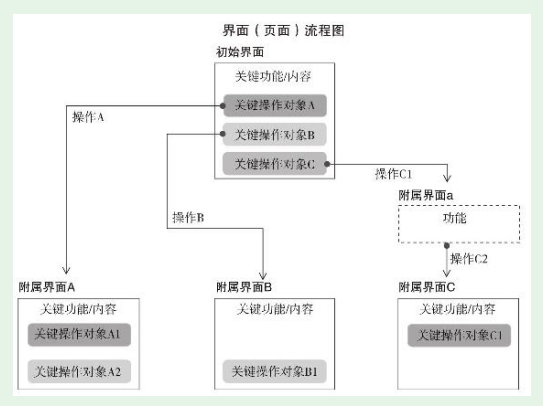 界面（页面）流程图
初始界面
关键功能/内容
关键操作对象A
关键操作对象B
关键操作对象C
操作A
操作B
操作C1
附属界面a
功能
操作C2
附属界面A
关键功能/内容
关键操作对象A1
关键操作对象A2
附属界面B
关键功能/内容
关键操作对象B1
附属界面C
关键功能/内容
关键操作对象C1